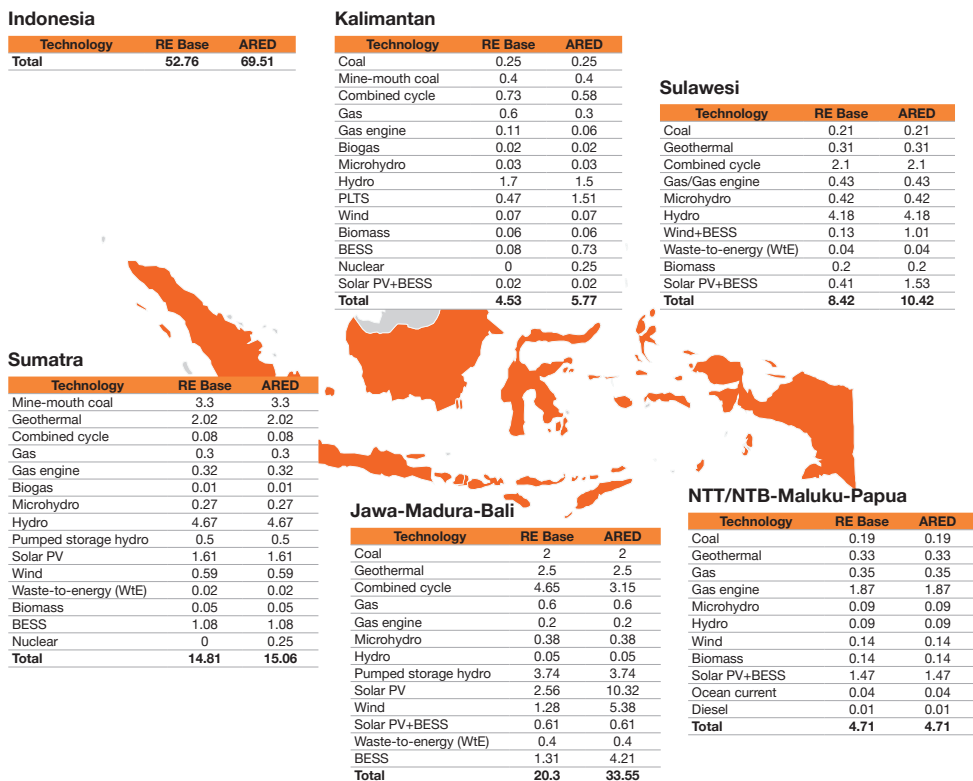 Indonesia
Technology RE Base ARED
Total 52.76 69.51
Kalimantan
Technology RE Base ARED
Coal 0.25 0.25
Mine-mouth coal 0.4 0.4
Combined cycle 0.73 0.58
Gas 0.6 0.3
Gas engine 0.11 0.06
Biogas 0.02 0.02
Microhydro 0.03 0.03
Hydro 1.7 1.5
PLTS 0.47 1.51
Wind 0.07 0.07
Biomass 0.06 0.06
BESS 0.08 0.73
Nuclear 0 0.25
Solar PV+BESS 0.02 0.02
Total 4.53 5.77
Sulawesi
Technology RE Base ARED
Coal 0.21 0.21
Geothermal 0.31 0.31
Combined cycle 2.1 2.1
Gas/Gas engine 0.43 0.43
Microhydro 0.42 0.42
Hydro 4.18 4.18
Wind+BESS 0.13 1.01
Waste-to-energy (WtE) 0.04 0.04
Biomass 0.2 0.2
Solar PV+BESS 0.41 1.53
Total 8.42 10.42
Sumatra
Technology RE Base ARED
Mine-mouth coal 3.3 3.3
Geothermal 2.02 2.02
Combined cycle 0.08 0.08
Gas 0.3 0.3
Gas engine 0.32 0.32
Biogas 0.01 0.01
Microhydro 0.27 0.27
Hydro 4.67 4.67
Pumped storage hydro 0.5 0.5
Solar PV 1.61 1.61
Wind 0.59 0.59
Waste-to-energy (WtE) 0.02 0.02
Biomass 0.05 0.05
BESS 1.08 1.08
Nuclear 0 0.25
Total 14.81 15.06
Jawa-Madura-Bali
Technology RE Base ARED
Coal 2 2
Geothermal 2.5 2.5
Combined cycle 4.65 3.15
Gas 0.6 0.6
Gas engine 0.2 0.2
Microhydro 0.38 0.38
Hydro 0.05 0.05
Pumped storage hydro 3.74 3.74
Solar PV 2.56 10.32
Wind 1.28 5.38
Solar PV+BESS 0.61 0.61
Waste-to-energy (WtE) 0.4 0.4
BESS 1.31 4.21
Total 20.3 33.55
NTT/NTB-Maluku-Papua
Technology RE Base ARED
Coal 0.19 0.19
Geothermal 0.33 0.33
Gas 0.35 0.35
Gas engine 1.87 1.87
Microhydro 0.09 0.09
Hydro 0.09 0.09
Wind 0.14 0.14
Biomass 0.14 0.14
Solar PV+BESS 1.47 1.47
Ocean current 0.04 0.04
Diesel 0.01 0.01
Total 4.71 4.71